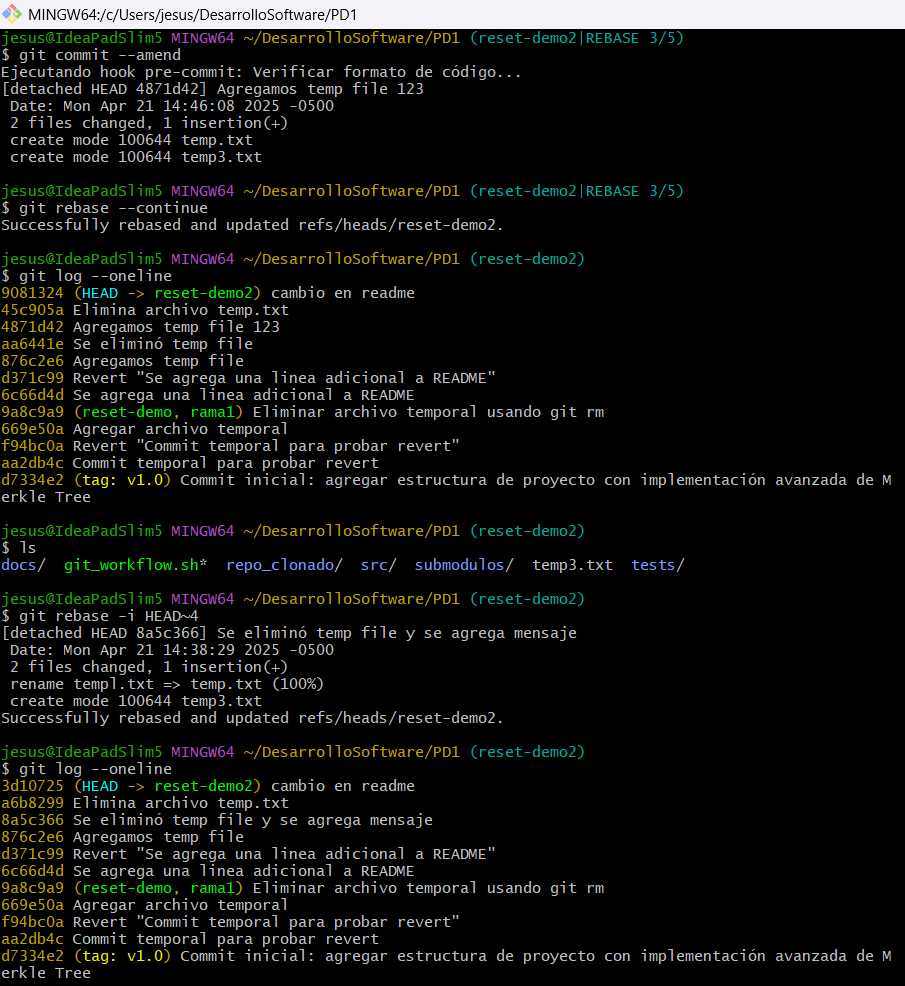 MINGW64:/c/Users/jesus/DesarrolloSoftware/PD1
jesus@IdeaPadSlim5 MINGW64 ~/DesarrolloSoftware/PD1 (reset-demo2|REBASE 3/5)
$ git commit --amend
Ejecutando hook pre-commit: Verificar formato de código...
[detached HEAD 4871d42] Agregamos temp file 123
 Date: Mon Apr 21 14:46:08 2025 -0500
 2 files changed, 1 insertion(+)
 create mode 100644 temp.txt
 create mode 100644 temp3.txt
jesus@IdeaPadSlim5 MINGW64 ~/DesarrolloSoftware/PD1 (reset-demo2|REBASE 3/5)
$ git rebase --continue
Successfully rebased and updated refs/heads/reset-demo2.
jesus@IdeaPadSlim5 MINGW64 ~/DesarrolloSoftware/PD1 (reset-demo2)
$ git log --oneline
9081324 (HEAD -> reset-demo2) cambio en readme
45c905a Elimina archivo temp.txt
4871d42 Agregamos temp file 123
aa6441e Se eliminó temp file
876c2e6 Agregamos temp file
d371c99 Revert "Se agrega una linea adicional a README"
6c66d4d Se agrega una linea adicional a README
9a8c9a9 (reset-demo, rama1) Eliminar archivo temporal usando git rm
669e50a Agregar archivo temporal
f94bc0a Revert "Commit temporal para probar revert"
aa2db4c Commit temporal para probar revert
d7334e2 (tag: v1.0) Commit inicial: agregar estructura de proyecto con implementación avanzada de M
erkle Tree
jesus@IdeaPadSlim5 MINGW64 ~/DesarrolloSoftware/PD1 (reset-demo2)
$ ls
docs/  git_workflow.sh*  repo_clonado/  src/  submodulos/  temp3.txt  tests/
jesus@IdeaPadSlim5 MINGW64 ~/DesarrolloSoftware/PD1 (reset-demo2)
$ git rebase -i HEAD~4
[detached HEAD 8a5c366] Se eliminó temp file y se agrega mensaje
 Date: Mon Apr 21 14:38:29 2025 -0500
 2 files changed, 1 insertion(+)
 rename templ.txt => temp.txt (100%)
 create mode 100644 temp3.txt
Successfully rebased and updated refs/heads/reset-demo2.
jesus@IdeaPadSlim5 MINGW64 ~/DesarrolloSoftware/PD1 (reset-demo2)
$ git log --oneline
3d10725 (HEAD -> reset-demo2) cambio en readme
a6b8299 Elimina archivo temp.txt
8a5c366 Se eliminó temp file y se agrega mensaje
876c2e6 Agregamos temp file
d371c99 Revert "Se agrega una linea adicional a README"
6c66d4d Se agrega una linea adicional a README
9a8c9a9 (reset-demo, rama1) Eliminar archivo temporal usando git rm
669e50a Agregar archivo temporal
f94bc0a Revert "Commit temporal para probar revert"
aa2db4c Commit temporal para probar revert
d7334e2 (tag: v1.0) Commit inicial: agregar estructura de proyecto con implementación avanzada de M
erkle Tree